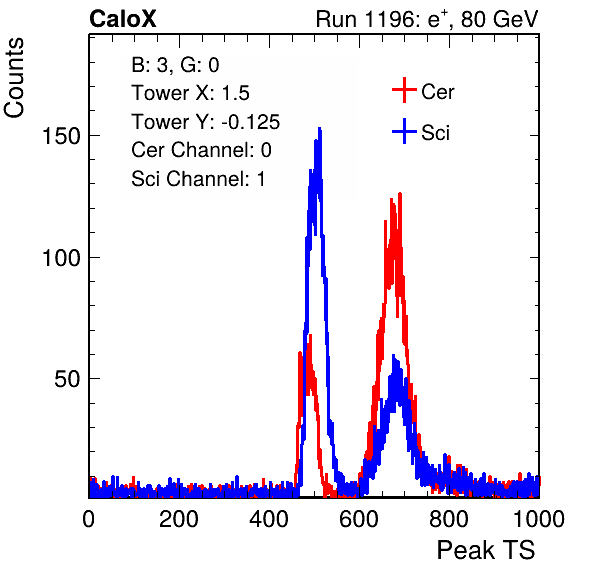 CaloX Run 1196: e⁺, 80 GeV
Counts
B: 3, G: 0
Tower X: 1.5
Tower Y: -0.125
Cer Channel: 0
Sci Channel: 1
Cer
Sci
150
100
50
0 200 400 600 800 1000
Peak TS